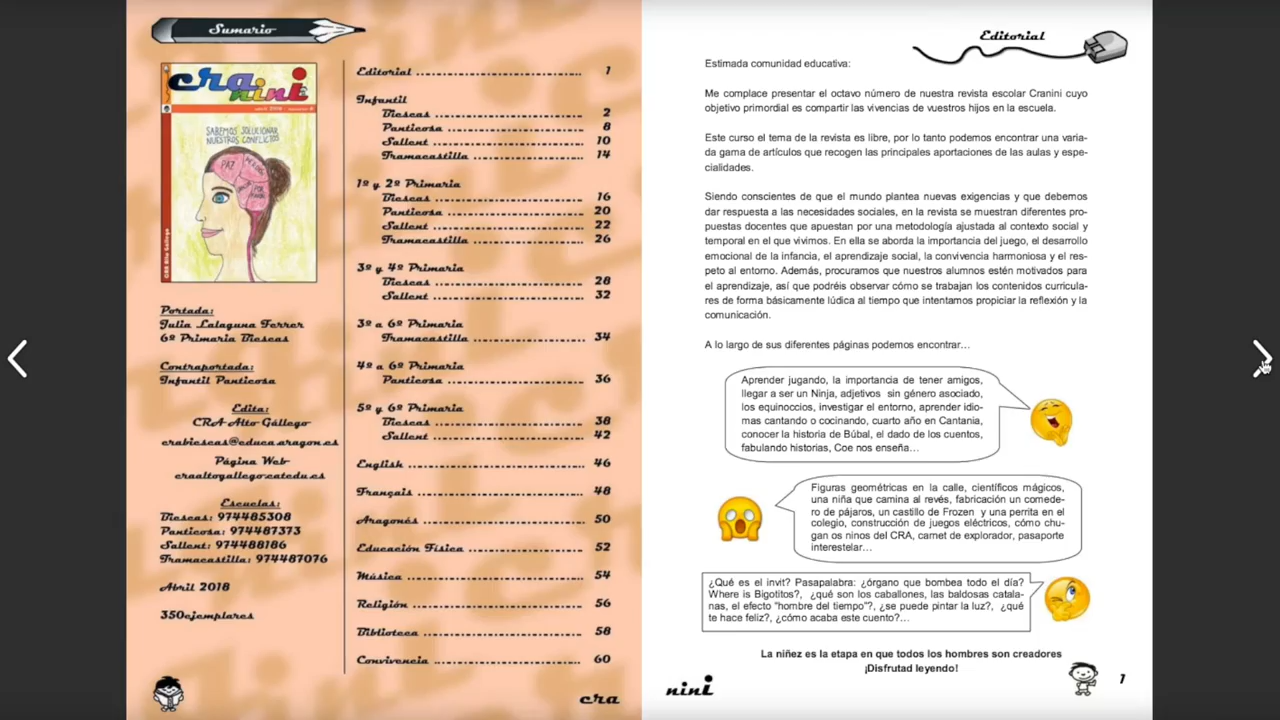 Sumario
cra
nini
SABEMOS SOLUCIONAR
NUESTROS CONFLICTOS
PAZ
CRA Alto Gállego
Portada:
Julia Lalaguna Ferrer
6º Primaria Biescas
Contraportada:
Infantil Panticosa
Edita:
CRA Alto Gállego
crabiescas@educa.aragon.es
Página Web
craaltogallego.catedu.es
Escuelas:
Biescas: 974485308
Panticosa: 974487373
Sallent: 974488186
Tramacastilla: 974487076
Abril 2018
350ejemplares
Editorial 1
Infantil
Biescas 2
Panticosa 8
Sallent 10
Tramacastilla 14
1º y 2º Primaria
Biescas 16
Panticosa 20
Sallent 22
Tramacastilla 26
3º y 4º Primaria
Biescas 28
Sallent 32
3º a 6º Primaria
Tramacastilla 34
4º a 6º Primaria
Panticosa 36
5º y 6º Primaria
Biescas 38
Sallent 42
English 46
Français 48
Aragonés 50
Educación Física 52
Música 54
Religión 56
Biblioteca 58
Convivencia 60
cra
Editorial
Estimada comunidad educativa:
Me complace presentar el octavo número de nuestra revista escolar Cranini cuyo
objetivo primordial es compartir las vivencias de vuestros hijos en la escuela.
Este curso el tema de la revista es libre, por lo tanto podemos encontrar una varia-
da gama de artículos que recogen las principales aportaciones de las aulas y espe-
cialidades.
Siendo conscientes de que el mundo plantea nuevas exigencias y que debemos
dar respuesta a las necesidades sociales, en la revista se muestran diferentes pro-
puestas docentes que apuestan por una metodología ajustada al contexto social y
temporal en el que vivimos. En ella se aborda la importancia del juego, el desarrollo
emocional de la infancia, el aprendizaje social, la convivencia harmoniosa y el res-
peto al entorno. Además, procuramos que nuestros alumnos estén motivados para
el aprendizaje, así que podréis observar cómo se trabajan los contenidos curricula-
res de forma básicamente lúdica al tiempo que intentamos propiciar la reflexión y la
comunicación.
A lo largo de sus diferentes páginas podemos encontrar…
Aprender jugando, la importancia de tener amigos,
llegar a ser un Ninja, adjetivos sin género asociado,
los equinoccios, investigar el entorno, aprender idio-
mas cantando o cocinando, cuarto año en Cantania,
conocer la historia de Búbal, el dado de los cuentos,
fabulando historias, Coe nos enseña…
Figuras geométricas en la calle, científicos mágicos,
una niña que camina al revés, fabricación un comede-
ro de pájaros, un castillo de Frozen y una perrita en el
colegio, construcción de juegos eléctricos, cómo chu-
gan os ninos del CRA, carnet de explorador, pasaporte
interestelar…
¿Qué es el invit? Pasapalabra: ¿órgano que bombea todo el día?
Where is Bigotitos?, ¿qué son los caballones, las baldosas catala-
nas, el efecto “hombre del tiempo”?, ¿se puede pintar la luz?, ¿qué
te hace feliz?, ¿cómo acaba este cuento?…
La niñez es la etapa en que todos los hombres son creadores
¡Disfrutad leyendo!
nini
1